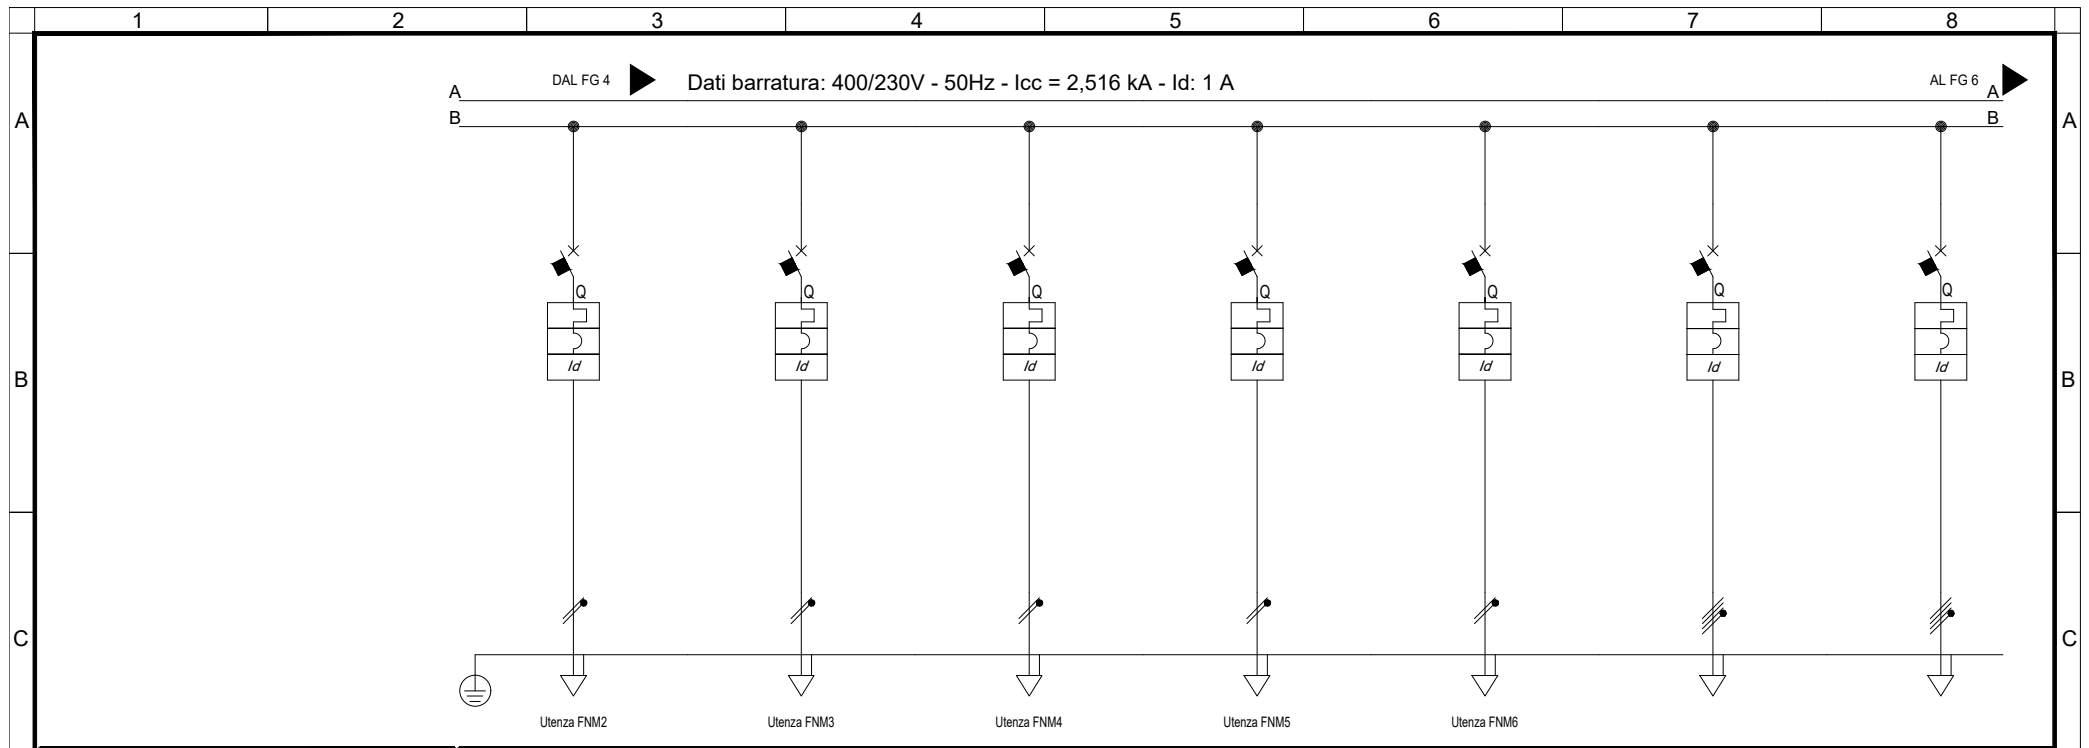 1 2 3 4 5 6 7 8
DAL FG 4 Dati barratura: 400/230V - 50Hz - Icc = 2,516 kA - Id: 1 A AL FG 6
A A
B B
A A
Q Q Q Q Q Q Q
Id Id Id Id Id Id Id
B B
C C
Utenza FNM2 Utenza FNM3 Utenza FNM4 Utenza FNM5 Utenza FNM6